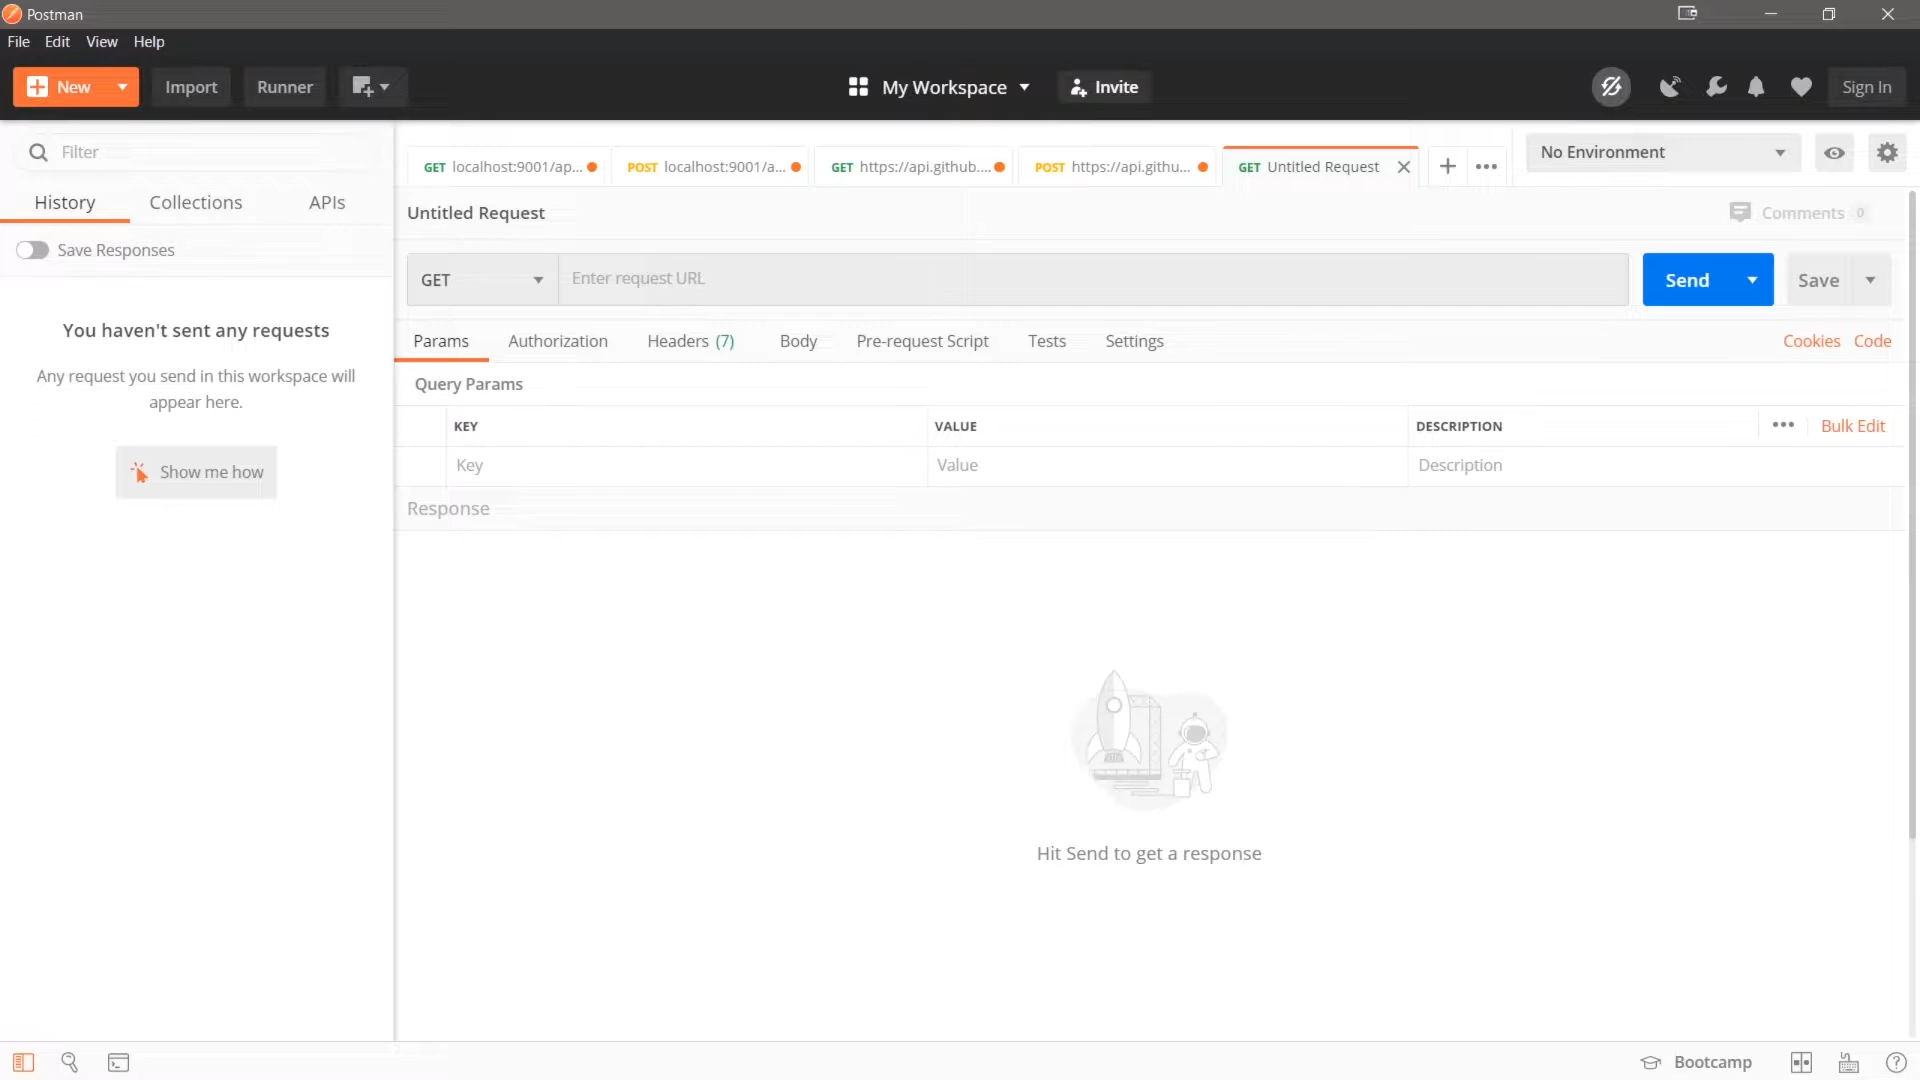 Postman
File Edit View Help
New Import Runner My Workspace Invite Sign In
Filter
History Collections APIs
Save Responses
You haven't sent any requests
Any request you send in this workspace will
appear here.
Show me how
GET localhost:9001/ap... POST localhost:9001/a... GET https://api.github.... POST https://api.githu... GET Untitled Request No Environment
Untitled Request Comments 0
GET Enter request URL Send Save
Params Authorization Headers (7) Body Pre-request Script Tests Settings Cookies Code
Query Params
KEY VALUE DESCRIPTION Bulk Edit
Key Value Description
Response
Hit Send to get a response
Bootcamp